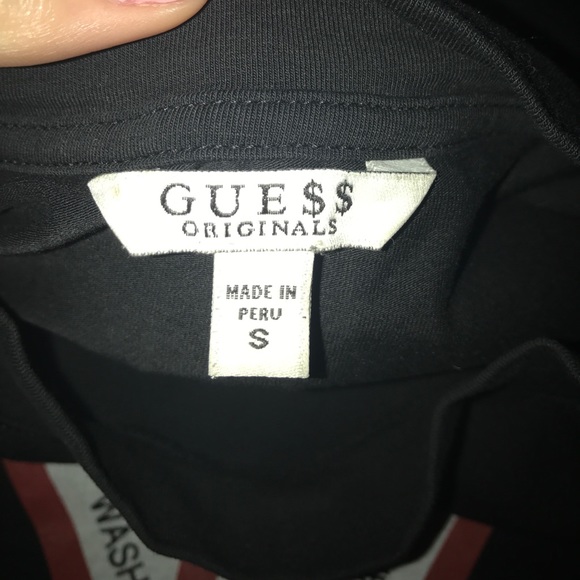 GUE$$
ORIGINALS
MADE IN
PERU
S
WASH